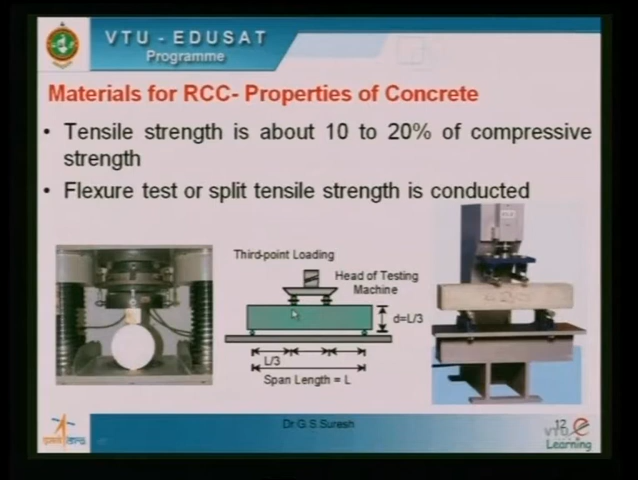 VTU - EDUSAT
Programme
Materials for RCC- Properties of Concrete
• Tensile strength is about 10 to 20% of compressive
strength
• Flexure test or split tensile strength is conducted
Third-point Loading
Head of Testing
Machine
d=L/3
L/3
Span Length = L
Dr G S Suresh
12
vtu e
Learning